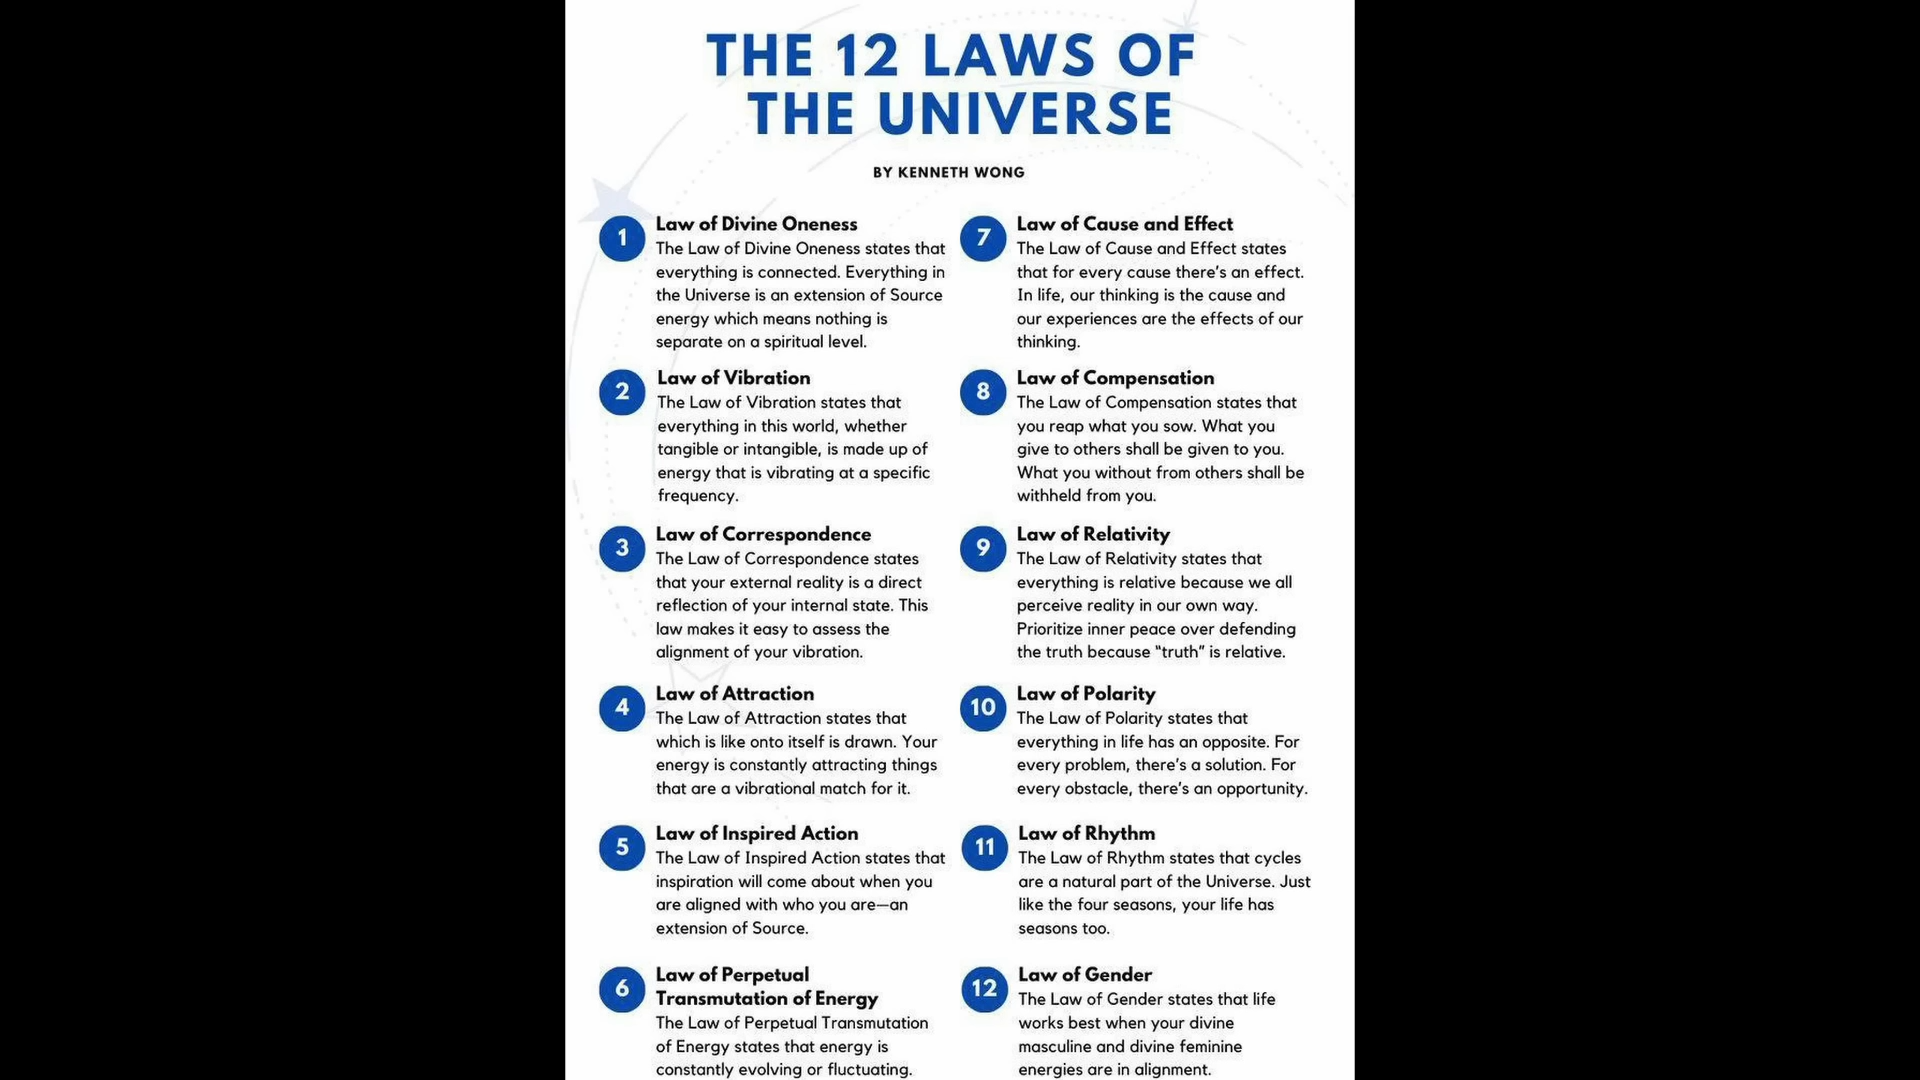 THE 12 LAWS OF
THE UNIVERSE
BY KENNETH WONG
1
Law of Divine Oneness
The Law of Divine Oneness states that
everything is connected. Everything in
the Universe is an extension of Source
energy which means nothing is
separate on a spiritual level.
2
Law of Vibration
The Law of Vibration states that
everything in this world, whether
tangible or intangible, is made up of
energy that is vibrating at a specific
frequency.
3
Law of Correspondence
The Law of Correspondence states
that your external reality is a direct
reflection of your internal state. This
law makes it easy to assess the
alignment of your vibration.
4
Law of Attraction
The Law of Attraction states that
which is like onto itself is drawn. Your
energy is constantly attracting things
that are a vibrational match for it.
5
Law of Inspired Action
The Law of Inspired Action states that
inspiration will come about when you
are aligned with who you are—an
extension of Source.
6
Law of Perpetual
Transmutation of Energy
The Law of Perpetual Transmutation
of Energy states that energy is
constantly evolving or fluctuating.
7
Law of Cause and Effect
The Law of Cause and Effect states
that for every cause there's an effect.
In life, our thinking is the cause and
our experiences are the effects of our
thinking.
8
Law of Compensation
The Law of Compensation states that
you reap what you sow. What you
give to others shall be given to you.
What you without from others shall be
withheld from you.
9
Law of Relativity
The Law of Relativity states that
everything is relative because we all
perceive reality in our own way.
Prioritize inner peace over defending
the truth because "truth" is relative.
10
Law of Polarity
The Law of Polarity states that
everything in life has an opposite. For
every problem, there's a solution. For
every obstacle, there's an opportunity.
11
Law of Rhythm
The Law of Rhythm states that cycles
are a natural part of the Universe. Just
like the four seasons, your life has
seasons too.
12
Law of Gender
The Law of Gender states that life
works best when your divine
masculine and divine feminine
energies are in alignment.